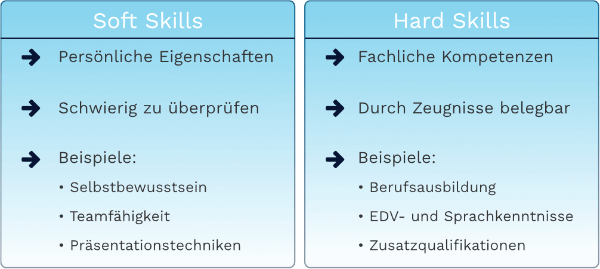 Soft Skills
Persönliche Eigenschaften
Schwierig zu überprüfen
Beispiele:
• Selbstbewusstsein
• Teamfähigkeit
• Präsentationstechniken
Hard Skills
Fachliche Kompetenzen
Durch Zeugnisse belegbar
Beispiele:
• Berufsausbildung
• EDV- und Sprachkenntnisse
• Zusatzqualifikationen